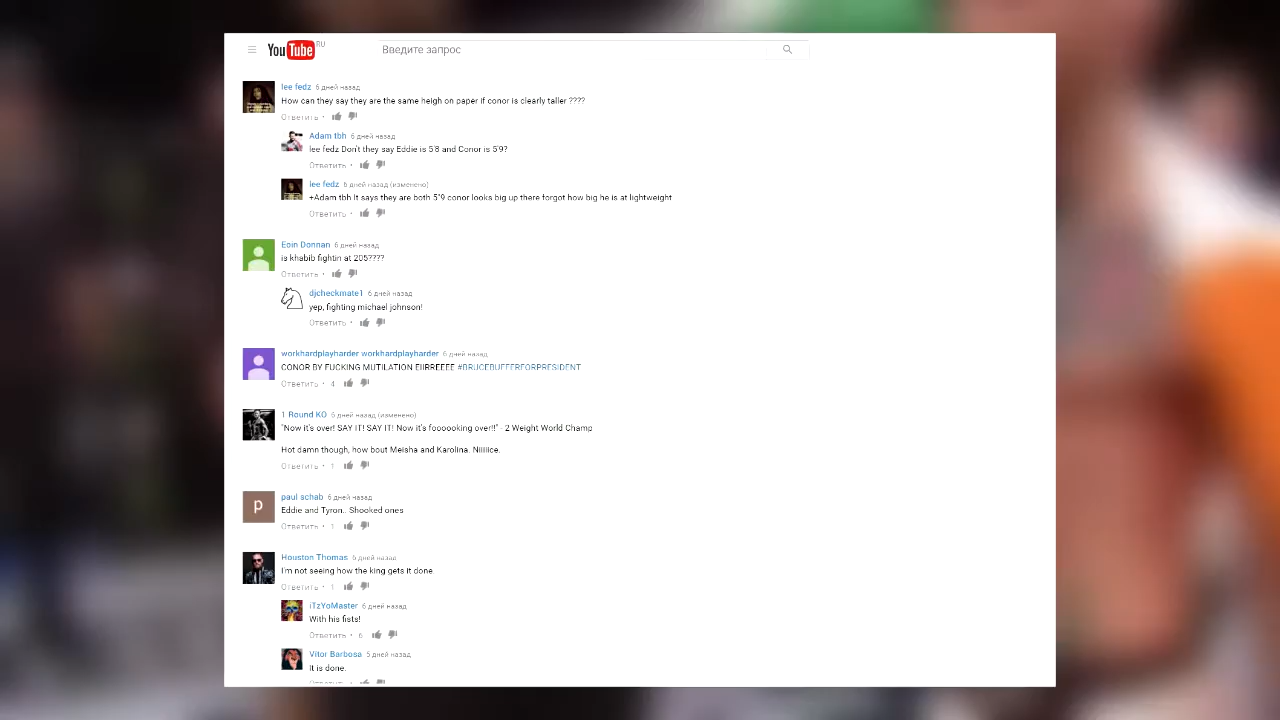 YouTube RU
Введите запрос
lee fedz 6 дней назад
How can they say they are the same heigh on paper if conor is clearly taller ????
Ответить •
Adam tbh 6 дней назад
lee fedz Don't they say Eddie is 5'8 and Conor is 5'9?
Ответить •
lee fedz 6 дней назад (изменено)
+Adam tbh It says they are both 5"9 conor looks big up there forgot how big he is at lightweight
Ответить •
Eoin Donnan 6 дней назад
is khabib fightin at 205????
Ответить •
djcheckmate1 6 дней назад
yep, fighting michael johnson!
Ответить •
workhardplayharder workhardplayharder 6 дней назад
CONOR BY FUCKING MUTILATION EIIRREEEE #BRUCEBUFFERFORPRESIDENT
Ответить • 4
1 Round KO 6 дней назад (изменено)
"Now it's over! SAY IT! SAY IT! Now it's foooooking over!!" - 2 Weight World Champ
Hot damn though, how bout Meisha and Karolina. Niiiiice.
Ответить • 1
p
paul schab 6 дней назад
Eddie and Tyron.. Shooked ones
Ответить • 1
Houston Thomas 6 дней назад
I'm not seeing how the king gets it done
Ответить • 1
iTzYoMaster 6 дней назад
With his fists!
Ответить • 6
Vitor Barbosa 5 дней назад
It is done.